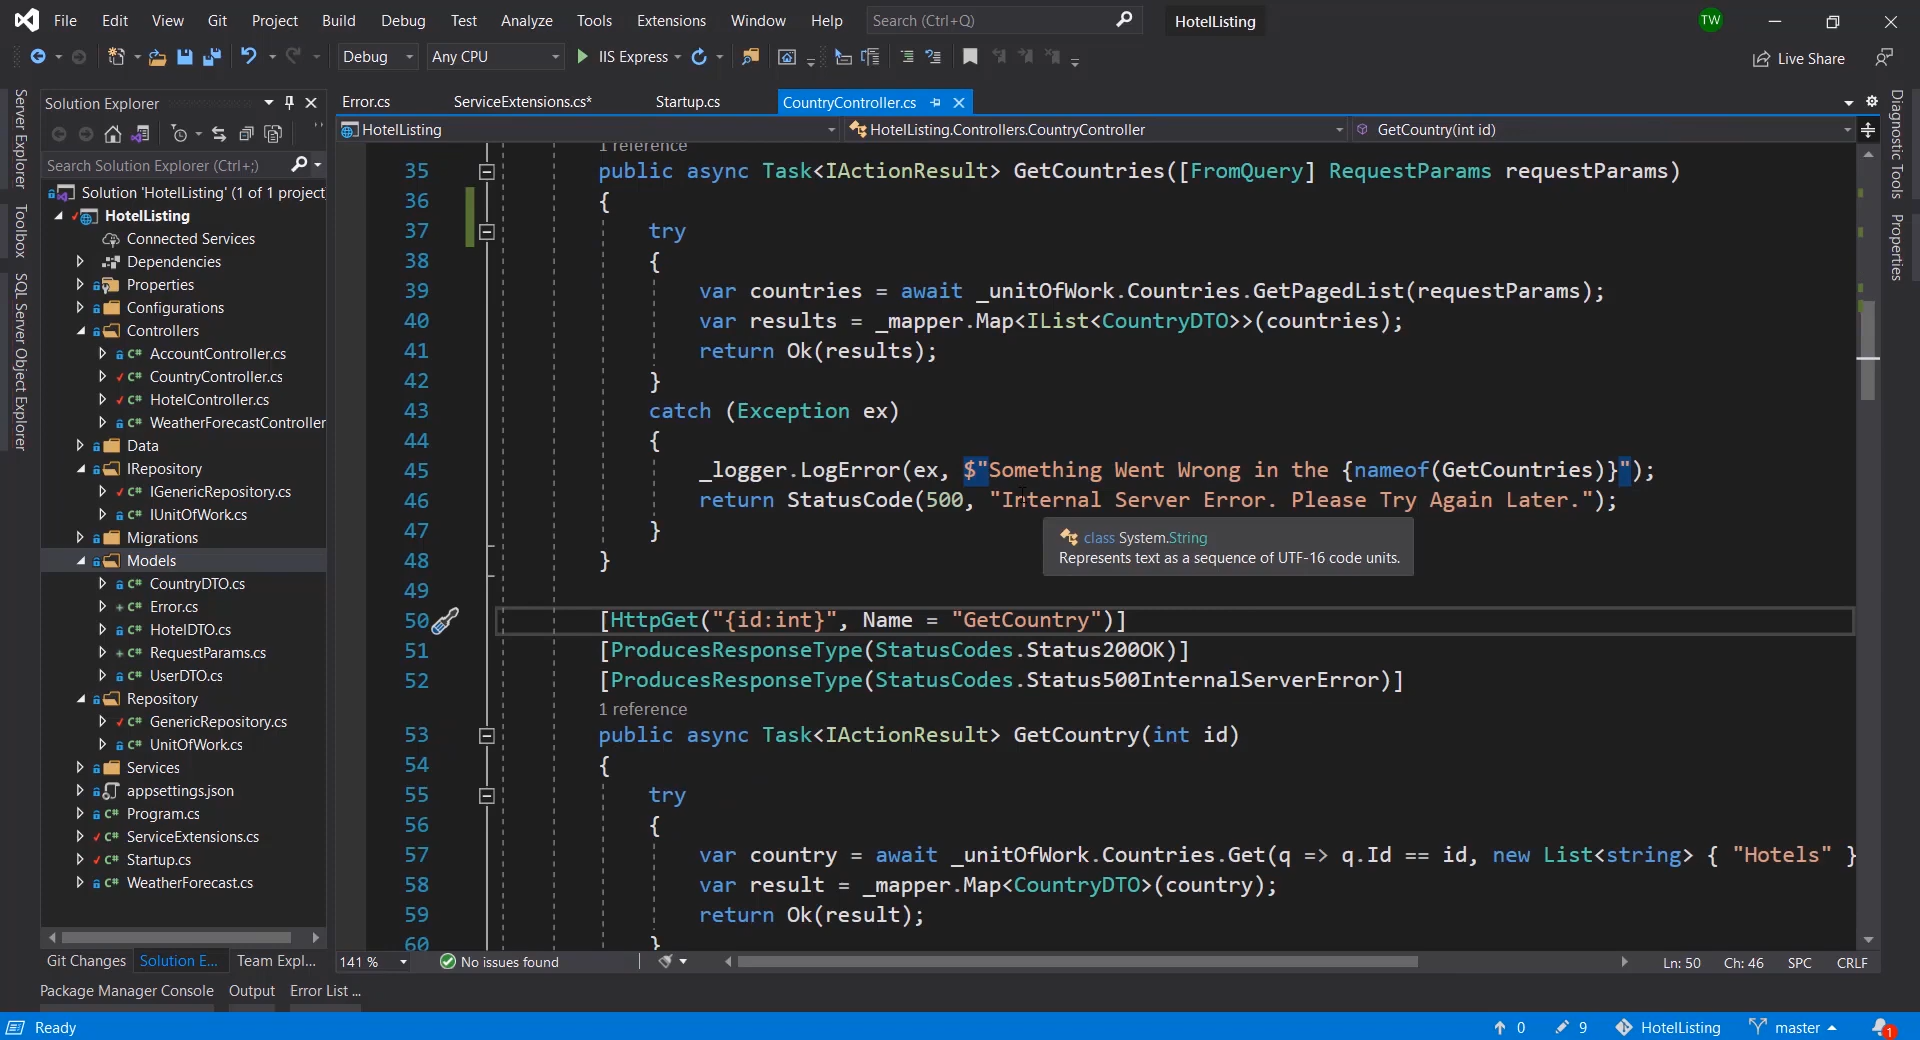 File Edit View Git Project Build Debug Test Analyze Tools Extensions Window Help Search (Ctrl+Q) HotelListing TW
Debug Any CPU IIS Express Live Share
Server Explorer
Toolbox
SQL Server Object Explorer
Solution Explorer
Search Solution Explorer (Ctrl+;)
Solution 'HotelListing' (1 of 1 project
HotelListing
Connected Services
Dependencies
Properties
Configurations
Controllers
AccountController.cs
CountryController.cs
HotelController.cs
WeatherForecastController
Data
IRepository
IGenericRepository.cs
IUnitOfWork.cs
Migrations
Models
CountryDTO.cs
Error.cs
HotelDTO.cs
RequestParams.cs
UserDTO.cs
Repository
GenericRepository.cs
UnitOfWork.cs
Services
appsettings.json
Program.cs
ServiceExtensions.cs
Startup.cs
WeatherForecast.cs
Git Changes Solution E... Team Expl...
Error.cs ServiceExtensions.cs* Startup.cs CountryController.cs
HotelListing HotelListing.Controllers.CountryController GetCountry(int id)
1 reference
35 public async Task<IActionResult> GetCountries([FromQuery] RequestParams requestParams)
36 {
37 try
38 {
39 var countries = await _unitOfWork.Countries.GetPagedList(requestParams);
40 var results = _mapper.Map<IList<CountryDTO>>(countries);
41 return Ok(results);
42 }
43 catch (Exception ex)
44 {
45 _logger.LogError(ex, $"Something Went Wrong in the {nameof(GetCountries)}");
46 return StatusCode(500, "Internal Server Error. Please Try Again Later.");
47 }
class System.String
Represents text as a sequence of UTF-16 code units.
48 }
49
50 [HttpGet("{id:int}", Name = "GetCountry")]
51 [ProducesResponseType(StatusCodes.Status200OK)]
52 [ProducesResponseType(StatusCodes.Status500InternalServerError)]
1 reference
53 public async Task<IActionResult> GetCountry(int id)
54 {
55 try
56 {
57 var country = await _unitOfWork.Countries.Get(q => q.Id == id, new List<string> { "Hotels" }
58 var result = _mapper.Map<CountryDTO>(country);
59 return Ok(result);
60 }
141 % No issues found Ln: 50 Ch: 46 SPC CRLF
Diagnostic Tools
Properties
Package Manager Console Output Error List ...
Ready 0 9 HotelListing master 1